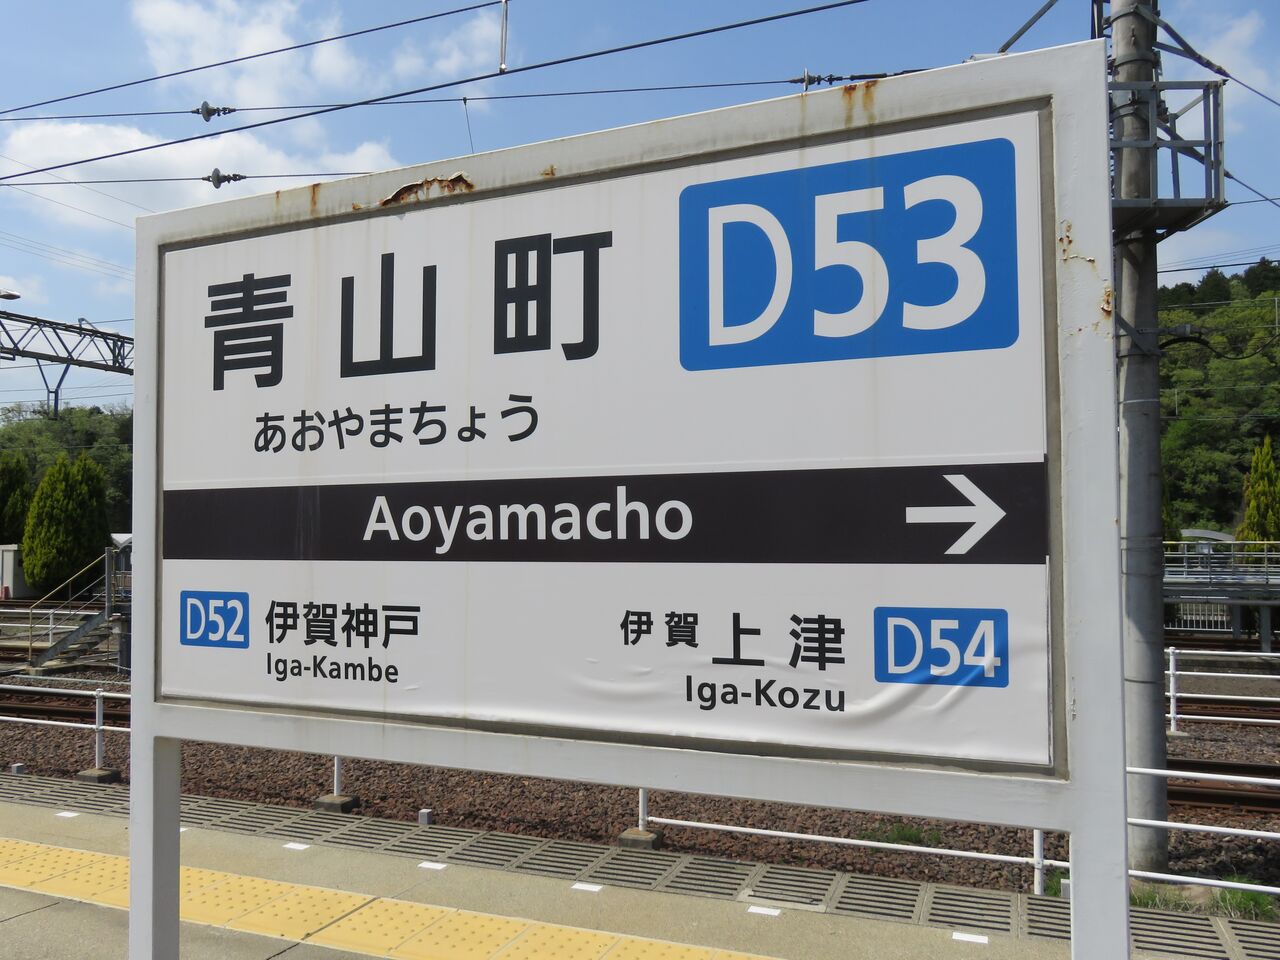 青山町 D53
あおやまちょう
Aoyamacho →
D52 伊賀神戸
Iga-Kambe
伊賀上津 D54
Iga-Kozu